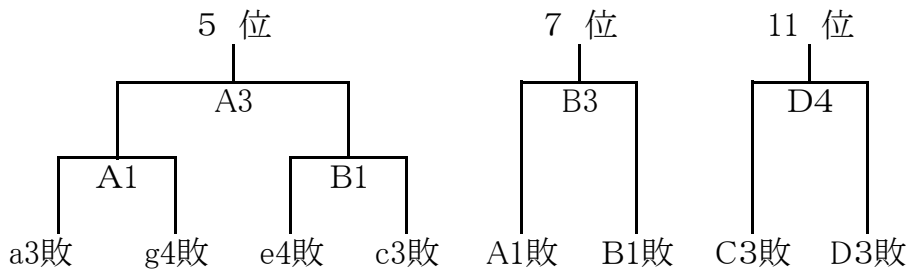 ５ 位 ７ 位 11 位
A3 B3 D4
A1 B1
a3敗 g4敗 e4敗 c3敗 A1敗 B1敗 C3敗 D3敗